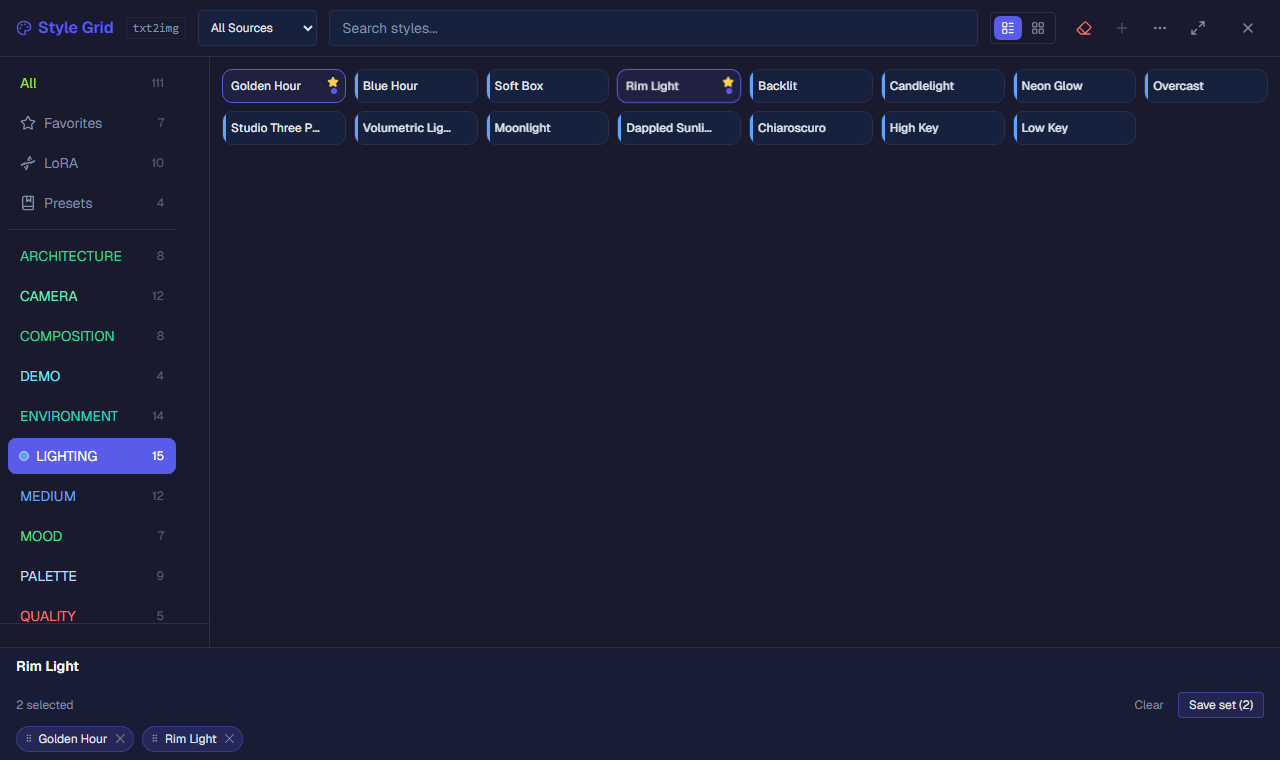 Style Grid txt2img All Sources Search styles...
All 111
Favorites 7
LoRA 10
Presets 4
ARCHITECTURE 8
CAMERA 12
COMPOSITION 8
DEMO 4
ENVIRONMENT 14
LIGHTING 15
MEDIUM 12
MOOD 7
PALETTE 9
QUALITY 5
Golden Hour Blue Hour Soft Box Rim Light Backlit Candlelight Neon Glow Overcast
Studio Three P... Volumetric Lig... Moonlight Dappled Sunli... Chiaroscuro High Key Low Key
Rim Light
2 selected Clear Save set (2)
Golden Hour Rim Light